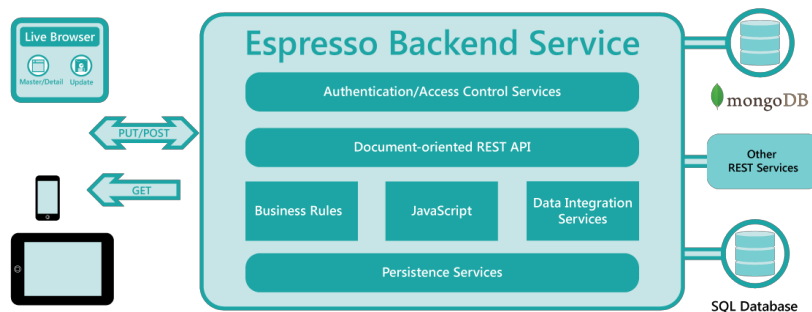 Live Browser
Master/Detail Update
PUT/POST
GET
Espresso Backend Service
Authentication/Access Control Services
Document-oriented REST API
Business Rules
JavaScript
Data Integration
Services
Persistence Services
mongoDB
Other
REST Services
SQL Database